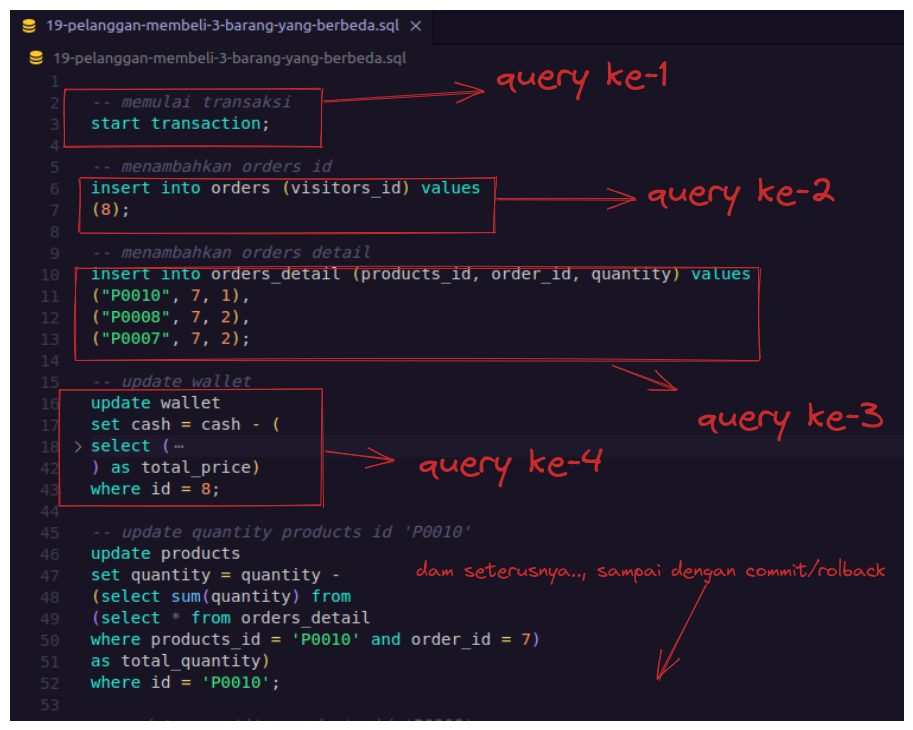 19-pelanggan-membeli-3-barang-yang-berbeda.sql ×
19-pelanggan-membeli-3-barang-yang-berbeda.sql
1
2 -- memulai transaksi
3 start transaction;
query ke-1
4
5 -- menambahkan orders id
6 insert into orders (visitors_id) values
7 (8);
query ke-2
8
9 -- menambahkan orders detail
10 insert into orders_detail (products_id, order_id, quantity) values
11 ("P0010", 7, 1),
12 ("P0008", 7, 2),
13 ("P0007", 7, 2);
14
15 -- update wallet
16 update wallet
17 set cash = cash - (
query ke-3
18 > select ( ⋯
42 ) as total_price)
query ke-4
43 where id = 8;
44
45 -- update quantity products id 'P0010'
46 update products
47 set quantity = quantity -
dam seterusnya.., sampai dengan commit/rolback
48 (select sum(quantity) from
49 (select * from orders_detail
50 where products_id = 'P0010' and order_id = 7)
51 as total_quantity)
52 where id = 'P0010';
53